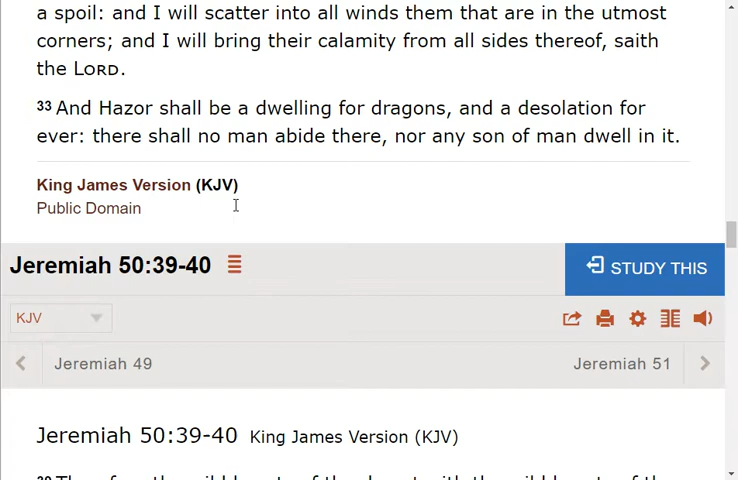 a spoil: and I will scatter into all winds them that are in the utmost
corners; and I will bring their calamity from all sides thereof, saith
the LORD.
33 And Hazor shall be a dwelling for dragons, and a desolation for
ever: there shall no man abide there, nor any son of man dwell in it.
King James Version (KJV)
Public Domain
Jeremiah 50:39-40
STUDY THIS
KJV
Jeremiah 49
Jeremiah 51
Jeremiah 50:39-40 King James Version (KJV)